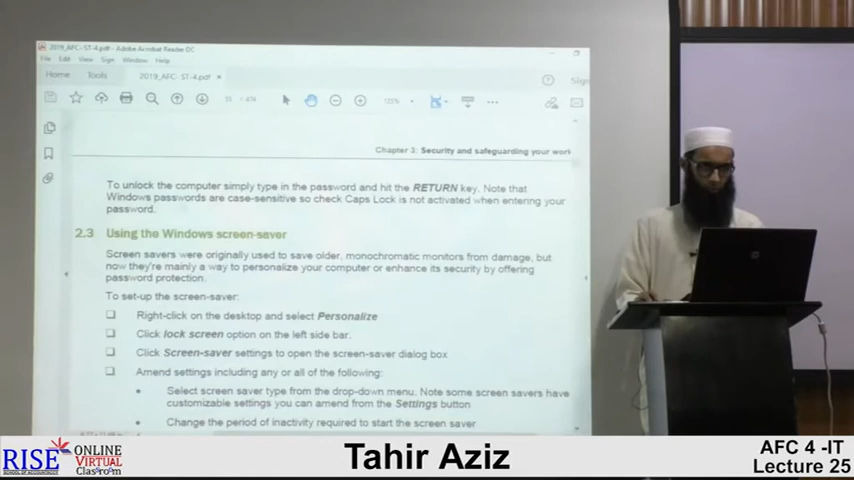 2019_AFC- ST-4.pdf - Adobe Acrobat Reader DC
File Edit View Sign Window Help
Home Tools 2019_AFC- ST-4.pdf × Sign
125%
Chapter 3: Security and safeguarding your work
To unlock the computer simply type in the password and hit the RETURN key. Note that
Windows passwords are case-sensitive so check Caps Lock is not activated when entering your
password.
2.3 Using the Windows screen-saver
Screen savers were originally used to save older, monochromatic monitors from damage, but
now they're mainly a way to personalize your computer or enhance its security by offering
password protection.
To set-up the screen-saver:
Right-click on the desktop and select Personalize
Click lock screen option on the left side bar.
Click Screen-saver settings to open the screen-saver dialog box
Amend settings including any or all of the following:
Select screen saver type from the drop-down menu. Note some screen savers have
customizable settings you can amend from the Settings button
Change the period of inactivity required to start the screen saver
hp
RISE
SCHOOL OF ACCOUNTANCY
ONLINE
VIRTUAL
Classroom
Tahir Aziz
AFC 4 -IT
Lecture 25